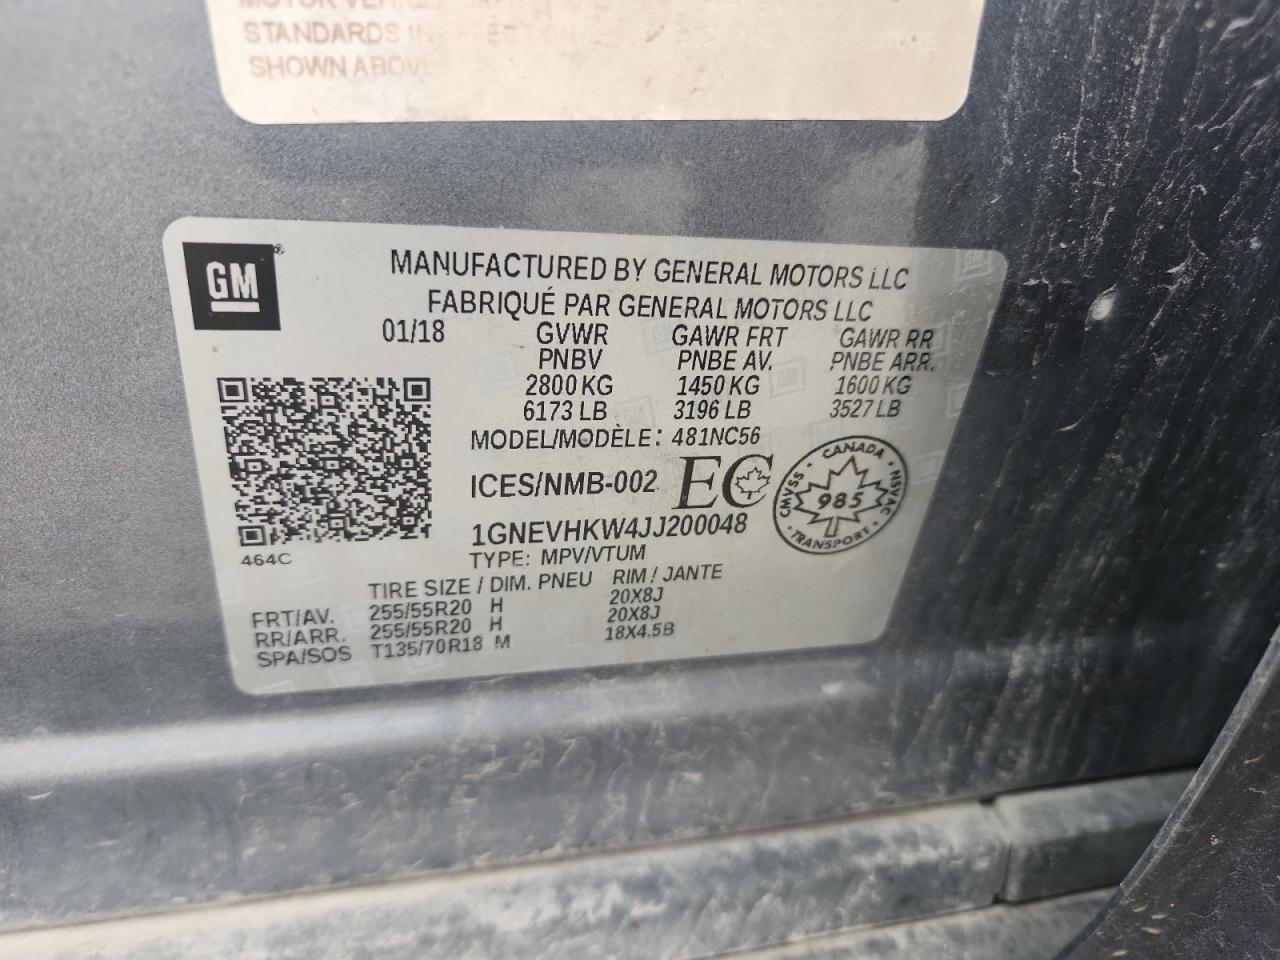 STANDARDS IN EFFECT ON THE
SHOWN ABOVE
GM®
MANUFACTURED BY GENERAL MOTORS LLC
FABRIQUÉ PAR GENERAL MOTORS LLC
01/18 GVWR GAWR FRT GAWR RR
PNBV PNBE AV. PNBE ARR.
2800 KG 1450 KG 1600 KG
6173 LB 3196 LB 3527 LB
MODEL/MODÈLE: 481NC56
ICES/NMB-002 EC
CANADA
CMVSS 985 NSVAC
TRANSPORT
1GNEVHKW4JJ200048
464C
TYPE: MPV/VTUM
TIRE SIZE / DIM. PNEU RIM / JANTE
FRT/AV. 255/55R20 H 20X8J
RR/ARR. 255/55R20 H 20X8J
SPA/SOS T135/70R18 M 18X4.5B